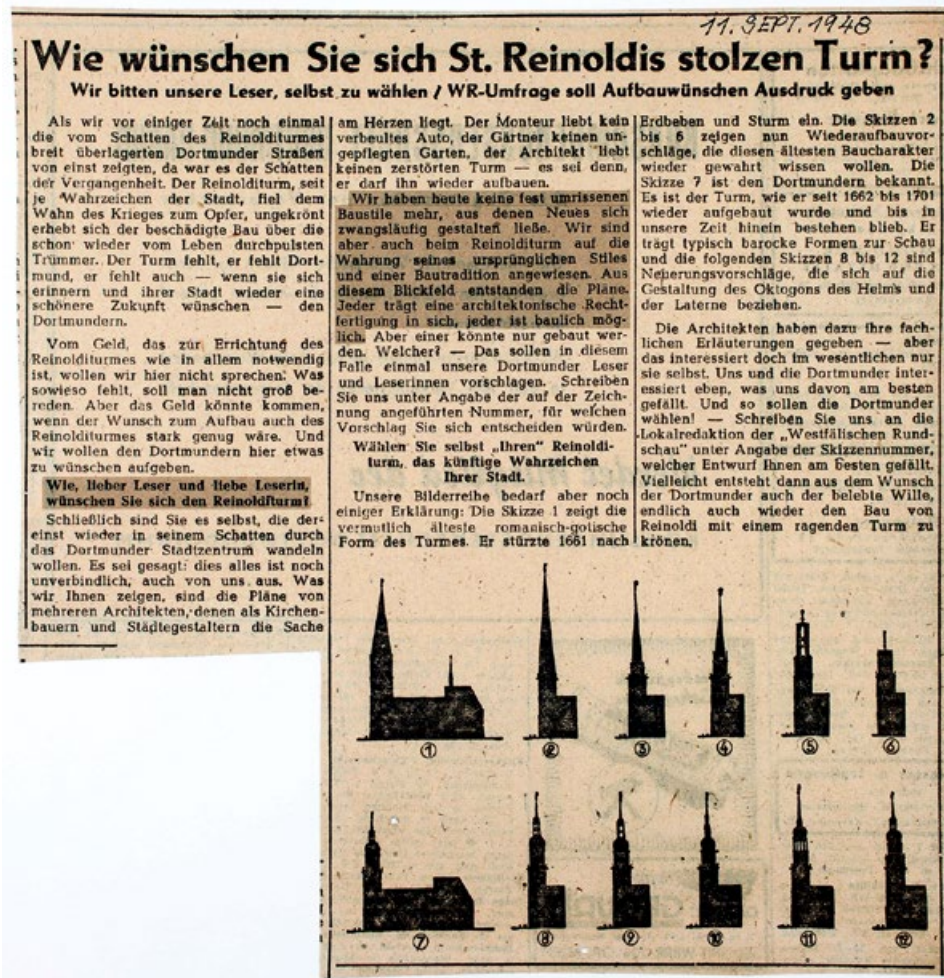 11. SEPT. 1948
Wie wünschen Sie sich St. Reinoldis stolzen Turm?
Wir bitten unsere Leser, selbst zu wählen / WR-Umfrage soll Aufbauwünschen Ausdruck geben
Als wir vor einiger Zeit noch einmal
die vom Schatten des Reinolditurmes
breit überlagerten Dortmunder Straßen
von einst zeigten, da war es der Schatten
der Vergangenheit. Der Reinolditurm, seit
je Wahrzeichen der Stadt, fiel dem
Wahn des Krieges zum Opfer, ungekrönt
erhebt sich der beschädigte Bau über die
schon wieder vom Leben durchpulsten
Trümmer. Der Turm fehlt, er fehlt Dort-
mund, er fehlt auch — wenn sie sich
erinnern und ihrer Stadt wieder eine
schönere Zukunft wünschen — den
Dortmundern.
Vom Geld, das zur Errichtung des
Reinolditurmes wie in allem notwendig
ist, wollen wir hier nicht sprechen. Was
sowieso fehlt, soll man nicht groß be-
reden. Aber das Geld könnte kommen,
wenn der Wunsch zum Aufbau auch des
Reinolditurmes stark genug wäre. Und
wir wollen den Dortmundern hier etwas
zu wünschen aufgeben.
Wie, lieber Leser und liebe Leserin,
wünschen Sie sich den Reinolditurm?
Schließlich sind Sie es selbst, die der-
einst wieder in seinem Schatten durch
das Dortmunder Stadtzentrum wandeln
wollen. Es sei gesagt: dies alles ist noch
unverbindlich, auch von uns aus. Was
wir Ihnen zeigen, sind die Pläne von
mehreren Architekten, denen als Kirchen-
bauern und Städtegestaltern die Sache
am Herzen liegt. Der Monteur liebt kein
verbeultes Auto, der Gärtner keinen un-
gepflegten Garten, der Architekt liebt
keinen zerstörten Turm — es sei denn,
er darf ihn wieder aufbauen.
Wir haben heute keine fest umrissenen
Baustile mehr, aus denen Neues sich
zwangsläufig gestalten ließe. Wir sind
aber auch beim Reinolditurm auf die
Wahrung seines ursprünglichen Stiles
und einer Bautradition angewiesen. Aus
diesem Blickfeld entstanden die Pläne.
Jeder trägt eine architektonische Recht-
fertigung in sich, jeder ist baulich mög-
lich. Aber einer könnte nur gebaut wer-
den. Welcher? — Das sollen in diesem
Falle einmal unsere Dortmunder Leser
und Leserinnen vorschlagen. Schreiben
Sie uns unter Angabe der auf der Zeich-
nung angeführten Nummer, für welchen
Vorschlag Sie sich entscheiden würden.
Wählen Sie selbst „Ihren“ Reinoldi-
turm, das künftige Wahrzeichen
Ihrer Stadt.
Unsere Bilderreihe bedarf aber noch
einiger Erklärung: Die Skizze 1 zeigt die
vermutlich älteste romanisch-gotische
Form des Turmes. Er stürzte 1661 nach
Erdbeben und Sturm ein. Die Skizzen 2
bis 6 zeigen nun Wiederaufbauvor-
schläge, die diesen ältesten Baucharakter
wieder gewahrt wissen wollen. Die
Skizze 7 ist den Dortmundern bekannt.
Es ist der Turm, wie er seit 1662 bis 1701
wieder aufgebaut wurde und bis in
unsere Zeit hinein bestehen blieb. Er
trägt typisch barocke Formen zur Schau
und die folgenden Skizzen 8 bis 12 sind
Neuerungsvorschläge, die sich auf die
Gestaltung des Oktogons des Helms und
der Laterne beziehen.
Die Architekten haben dazu ihre fach-
lichen Erläuterungen gegeben — aber
das interessiert doch im wesentlichen nur
sie selbst. Uns und die Dortmunder inter-
essiert eben, was uns davon am besten
gefällt. Und so sollen die Dortmunder
wählen! — Schreiben Sie uns an die
Lokalredaktion der „Westfälischen Rund-
schau“ unter Angabe der Skizzennummer,
welcher Entwurf Ihnen am besten gefällt.
Vielleicht entsteht dann aus dem Wunsch
der Dortmunder auch der belebte Wille,
endlich auch wieder den Bau von
Reinoldi mit einem ragenden Turm zu
krönen.
1 2 3 4 5 6
7 8 9 10 11 12